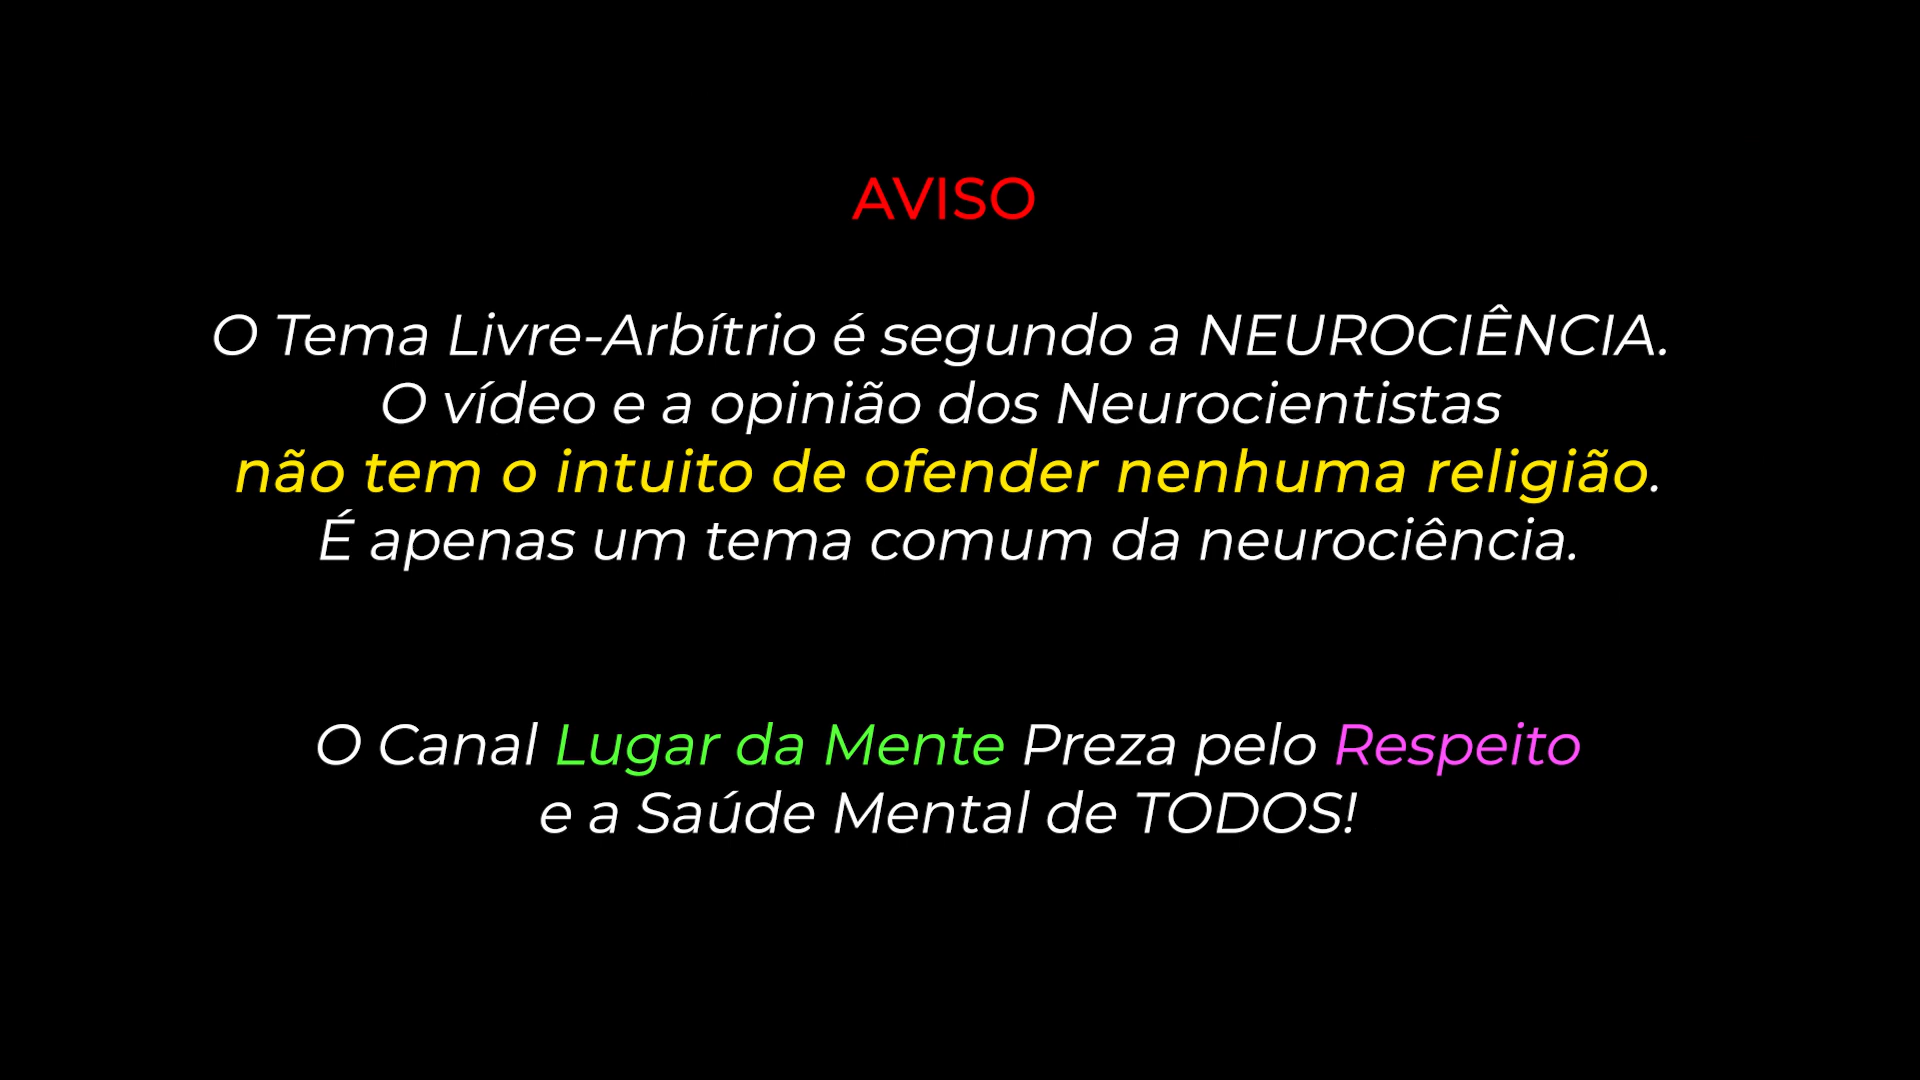 AVISO
O Tema Livre-Arbítrio é segundo a NEUROCIÊNCIA.
O vídeo e a opinião dos Neurocientistas
não tem o intuito de ofender nenhuma religião.
É apenas um tema comum da neurociência.
O Canal Lugar da Mente Preza pelo Respeito
e a Saúde Mental de TODOS!